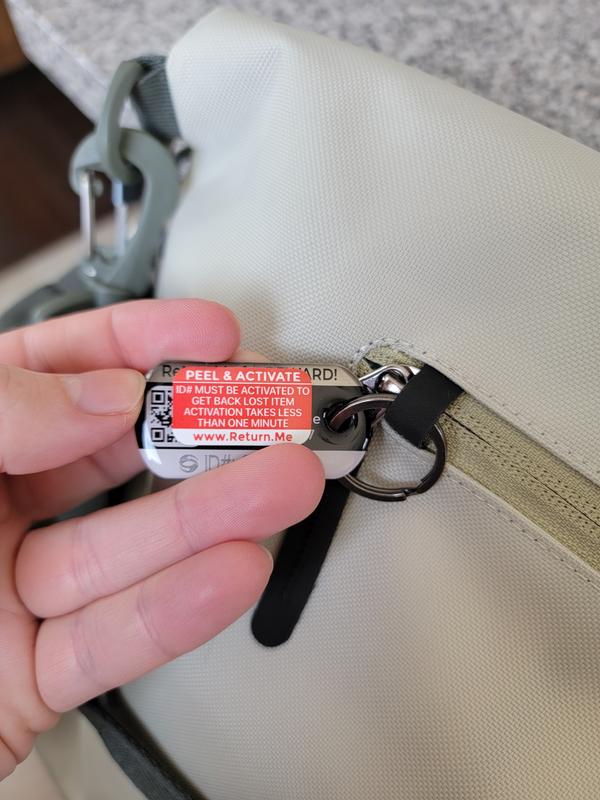 PEEL & ACTIVATE
ID# MUST BE ACTIVATED TO
GET BACK LOST ITEM
ACTIVATION TAKES LESS
THAN ONE MINUTE
www.Return.Me
ID#